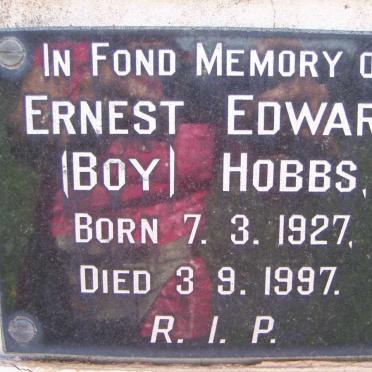 IN FOND MEMORY O
ERNEST EDWAR
(BOY) HOBBS,
BORN 7. 3. 1927,
DIED 3 9. 1997.
R. I. P.